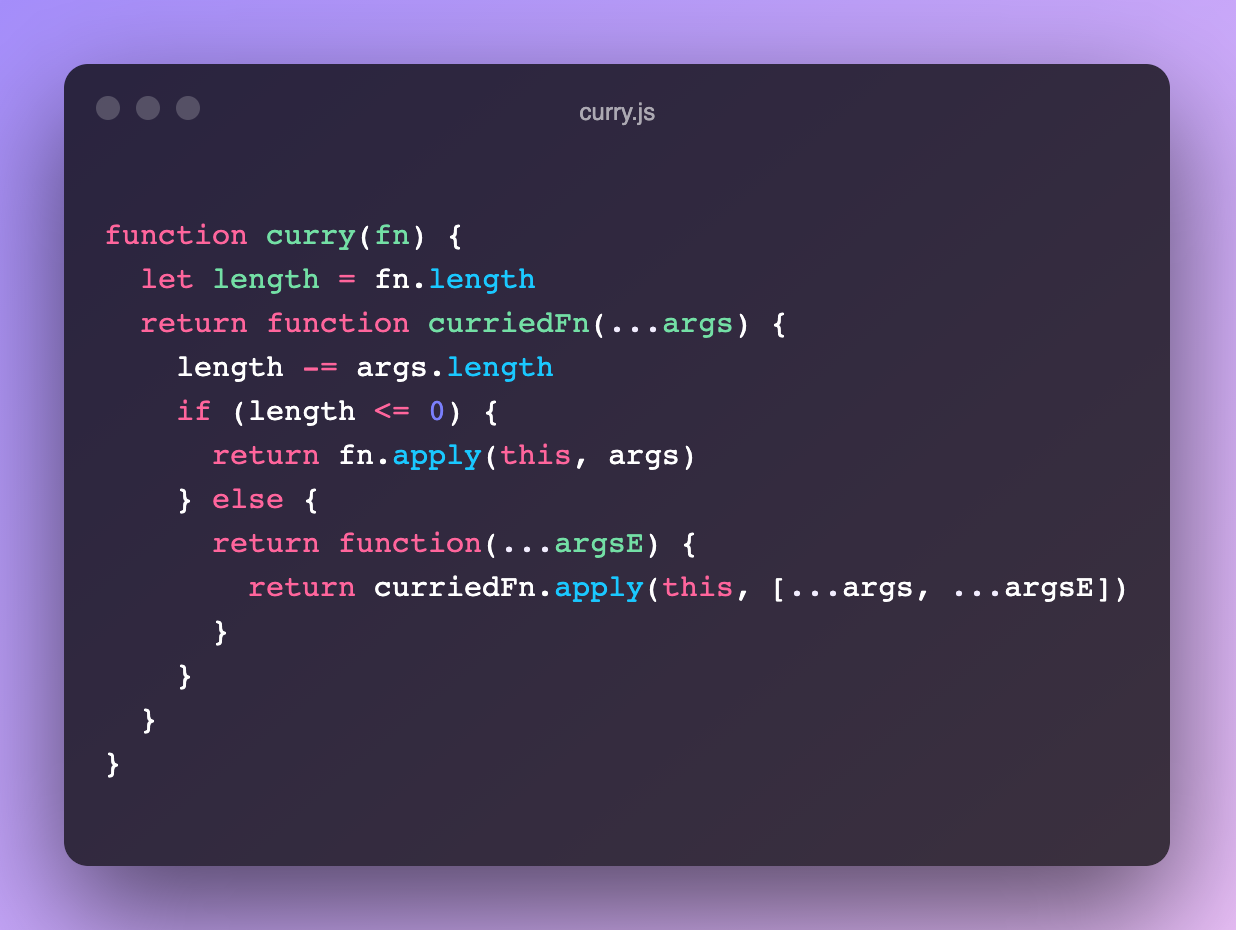 curry.js
function curry(fn) {
  let length = fn.length
  return function curriedFn(...args) {
    length -= args.length
    if (length <= 0) {
      return fn.apply(this, args)
    } else {
      return function(...argsE) {
        return curriedFn.apply(this, [...args, ...argsE])
      }
    }
  }
}